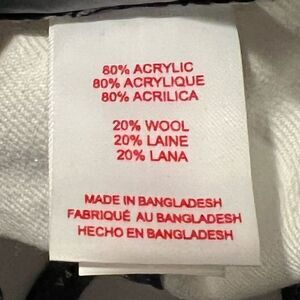 80% ACRYLIC
80% ACRYLIQUE
80% ACRILICA
20% WOOL
20% LAINE
20% LANA
MADE IN BANGLADESH
FABRIQUÉ AU BANGLADESH
HECHO EN BANGLADESH